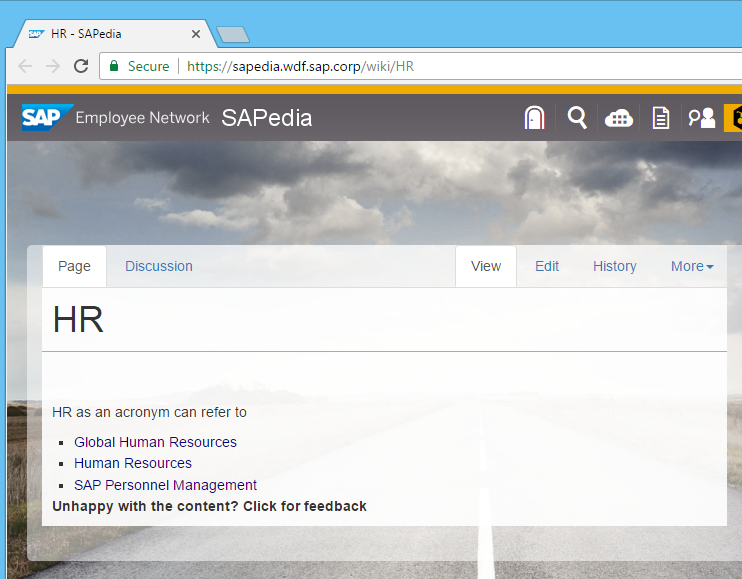 HR - SAPedia
Secure
https://sapedia.wdf.sap.corp/wiki/HR
SAP Employee Network SAPedia
Page Discussion View Edit History More
HR
HR as an acronym can refer to
Global Human Resources
Human Resources
SAP Personnel Management
Unhappy with the content? Click for feedback